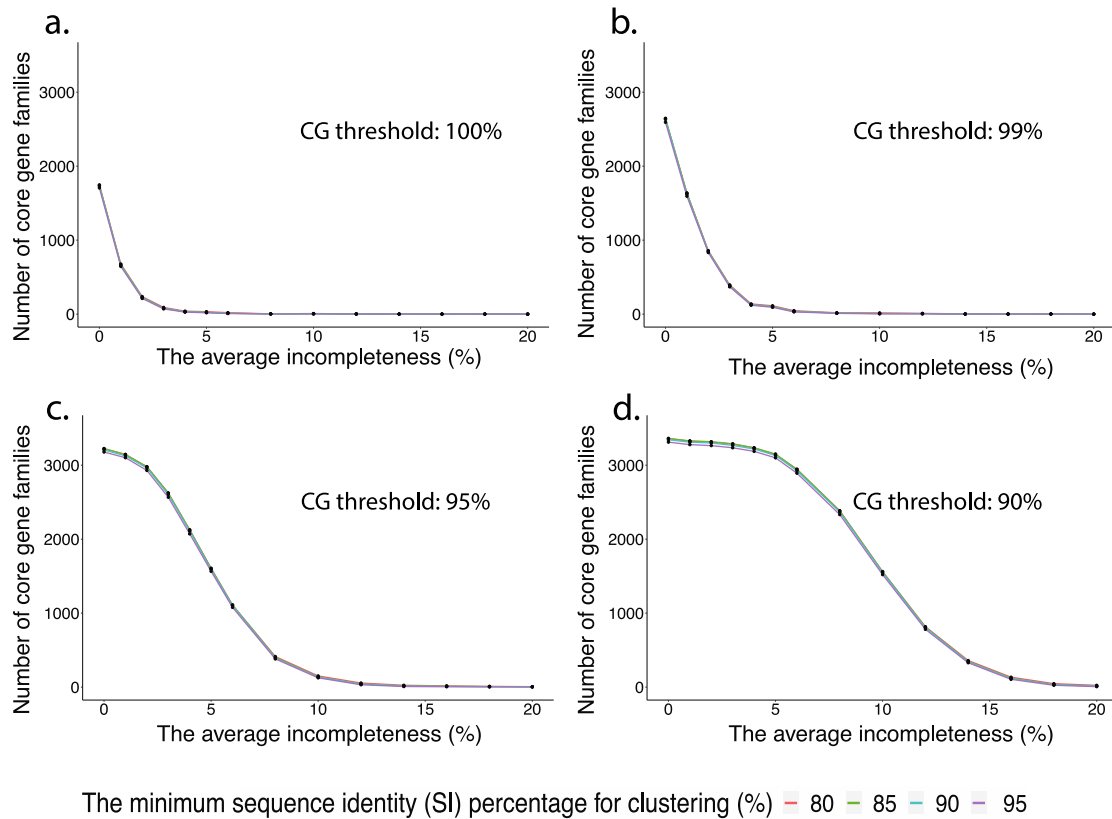 a.
Number of core gene families
3000
2000
1000
0
CG threshold: 100%
0 5 10 15 20
The average incompleteness (%)
b.
Number of core gene families
3000
2000
1000
0
CG threshold: 99%
0 5 10 15 20
The average incompleteness (%)
c.
Number of core gene families
3000
2000
1000
0
CG threshold: 95%
0 5 10 15 20
The average incompleteness (%)
d.
Number of core gene families
3000
2000
1000
0
CG threshold: 90%
0 5 10 15 20
The average incompleteness (%)
The minimum sequence identity (SI) percentage for clustering (%) 80 85 90 95